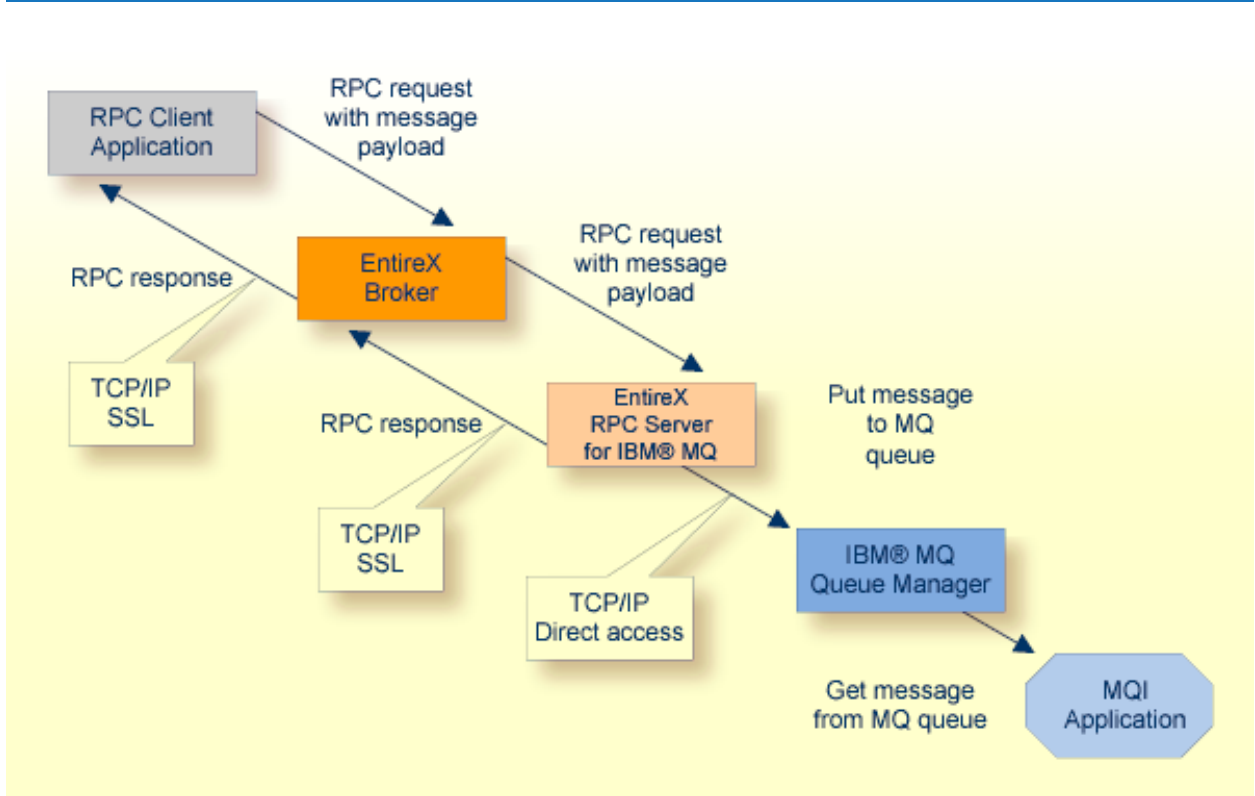 RPC Client
Application
RPC request
with message
payload
EntireX
Broker
RPC request
with message
payload
RPC response
TCP/IP
SSL
EntireX
RPC Server
for IBM® MQ
Put message
to MQ
queue
RPC response
TCP/IP
SSL
IBM® MQ
Queue Manager
TCP/IP
Direct access
Get message
from MQ queue
MQI
Application